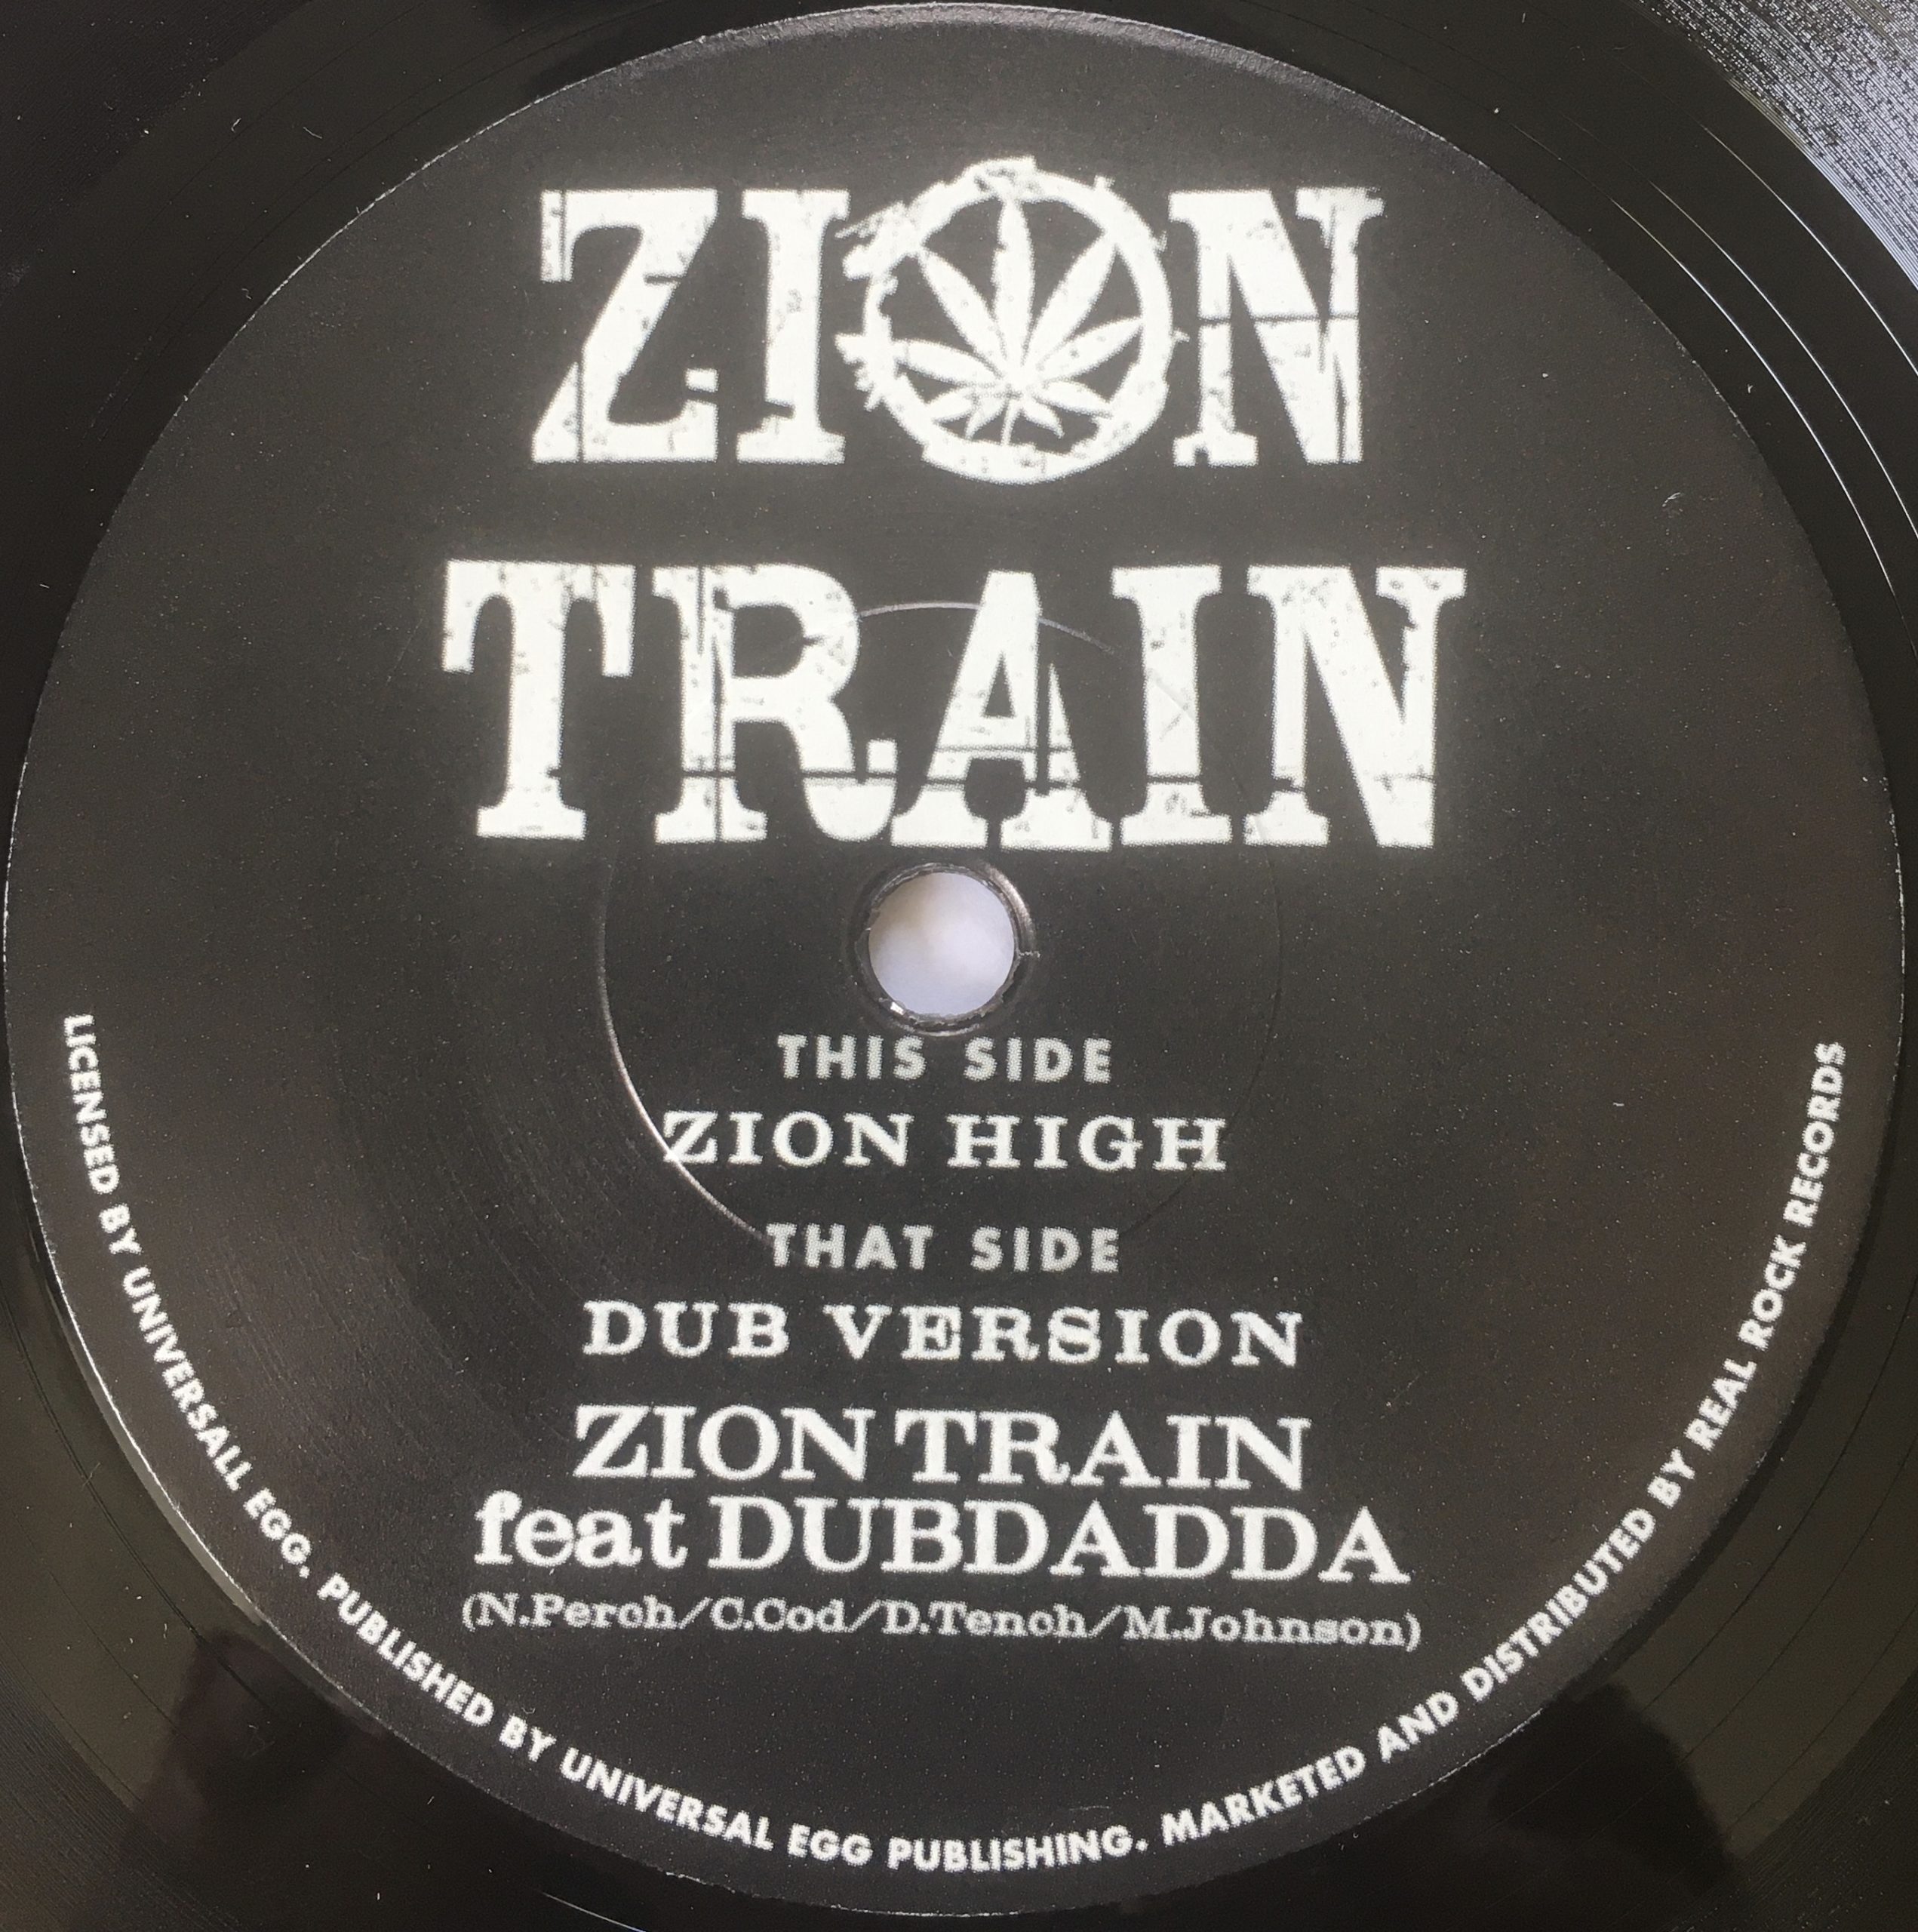 ZION
TRAIN
THIS SIDE
ZION HIGH
THAT SIDE
DUB VERSION
ZION TRAIN
feat DUBDADDA
(N.Perch/C.Cod/D.Tench/M.Johnson)
LICENSED BY UNIVERSALL EGG. PUBLISHED BY UNIVERSAL EGG PUBLISHING. MARKETED AND DISTRIBUTED BY REAL ROCK RECORDS